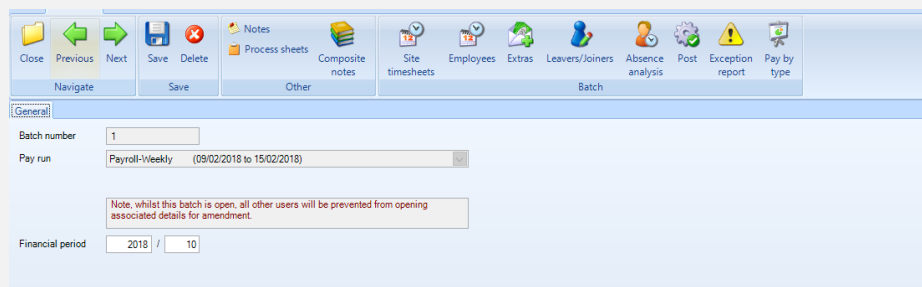 Close
Previous
Next
Navigate
Save
Delete
Save
Notes
Process sheets
Composite
notes
Other
Site
timesheets
Employees
Extras
Leavers/Joiners
Absence
analysis
Post
Exception
report
Pay by
type
Batch
General
Batch number 1
Pay run Payroll-Weekly (09/02/2018 to 15/02/2018)
Note, whilst this batch is open, all other users will be prevented from opening
associated details for amendment.
Financial period 2018 / 10